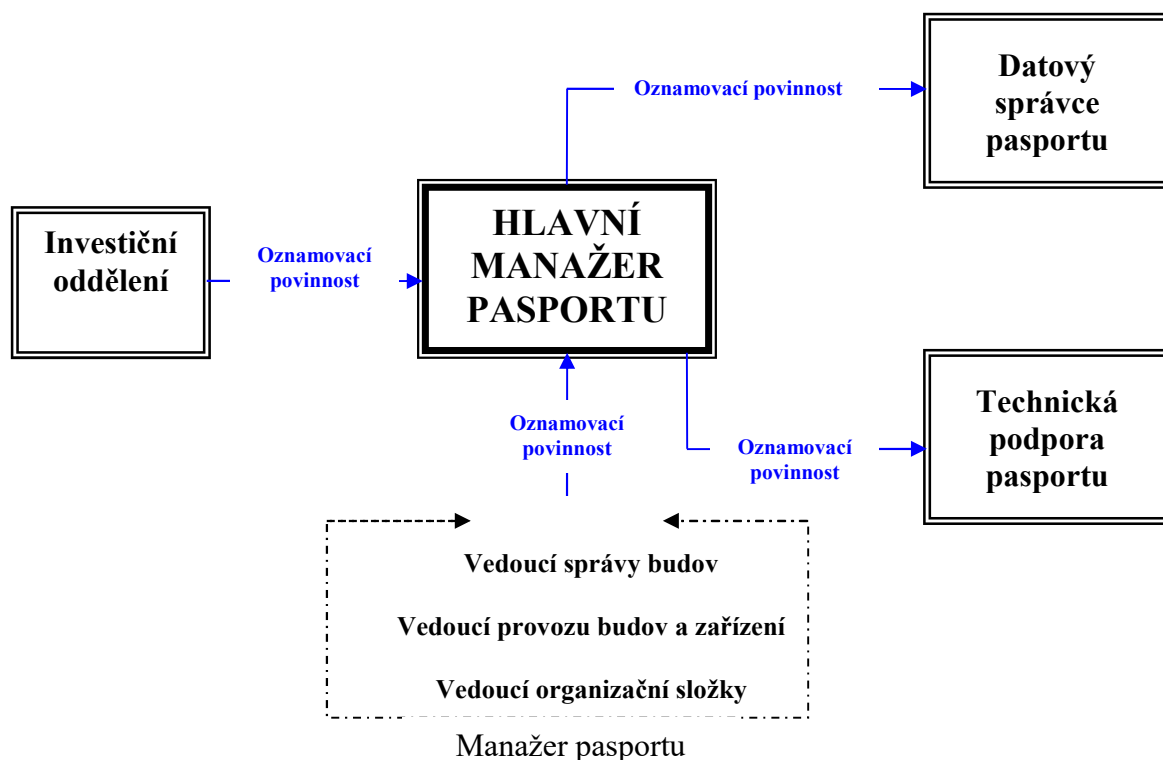 Oznamovací povinnost
Datový
správce
pasportu
Investiční
oddělení
Oznamovací
povinnost
HLAVNÍ
MANAŽER
PASPORTU
Oznamovací
povinnost
Oznamovací
povinnost
Technická
podpora
pasportu
Vedoucí správy budov
Vedoucí provozu budov a zařízení
Vedoucí organizační složky
Manažer pasportu